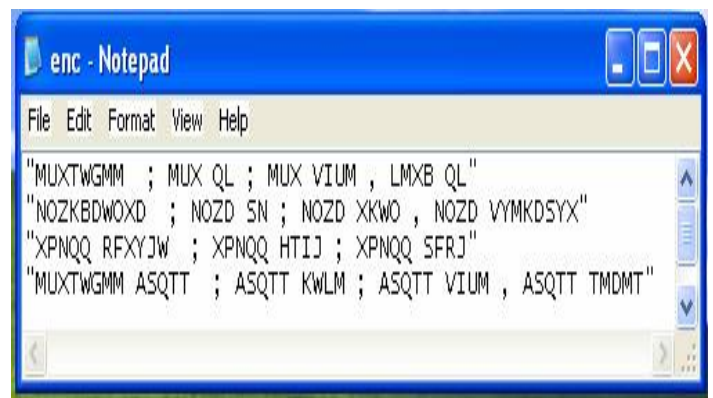 enc - Notepad
File Edit Format View Help
"MUXTWGMM ; MUX QL ; MUX VIUM , LMXB QL"
"NOZKBDWOXD ; NOZD SN ; NOZD XKWO , NOZD VYMKDSYX"
"XPNQQ RFXYJW ; XPNQQ HTIJ ; XPNQQ SFRJ"
"MUXTWGMM ASQTT ; ASQTT KWLM ; ASQTT VIUM , ASQTT TMDMT"